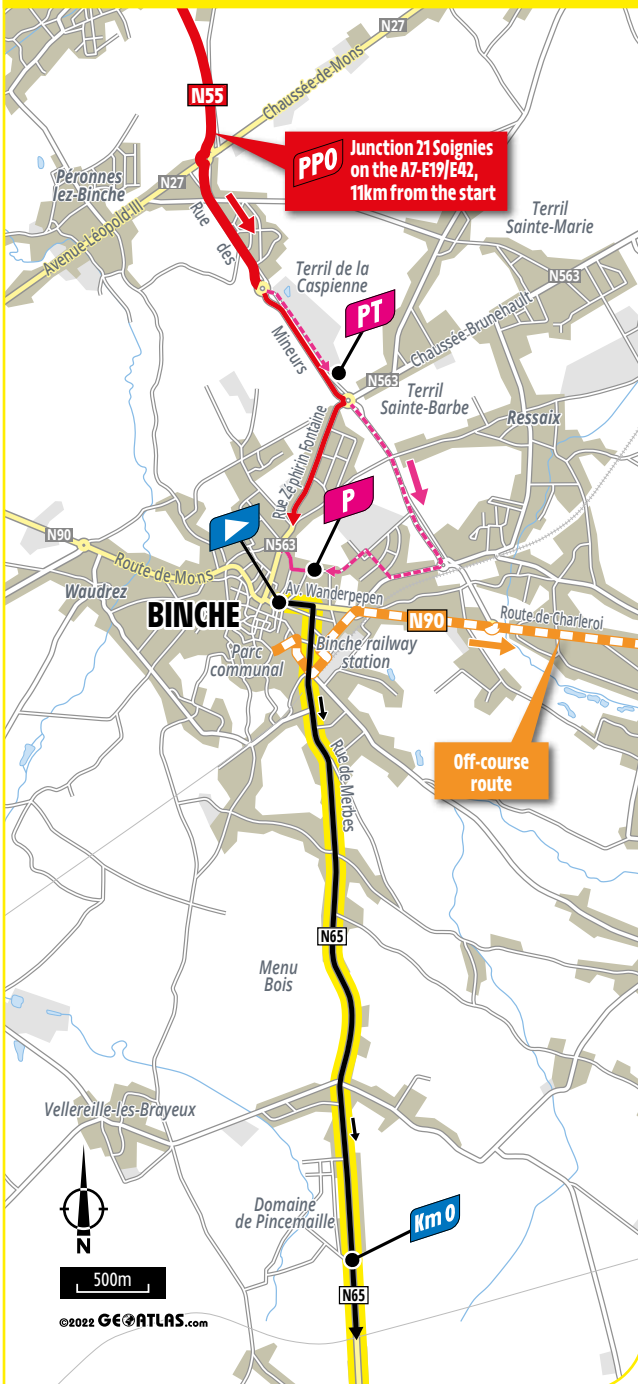 N27
Chaussée-de-Mons
N55
PPO
Junction 21 Soignies
on the A7-E19/E42,
11km from the start
Péronnes
lez-Binche
N27
Avenue-Léopold-III
Rue des Mineurs
Terril
Sainte-Marie
N563
Terril de la
Caspienne
PT
Chaussée-Brunehault
N563
Terril
Sainte-Barbe
Ressaix
Rue Zéphirin Fontaine
P
N90
N563
Route-de-Mons
Av. Wanderpepen
Waudrez
BINCHE
N90
Route-de-Charleroi
Parc
communal
Binche railway
station
Off-course
route
Rue-de-Merbes
N65
Menu
Bois
Vellereille-les-Brayeux
Domaine
de Pincemaille
Km 0
N
500m
N65
©2022 GEOATLAS.com